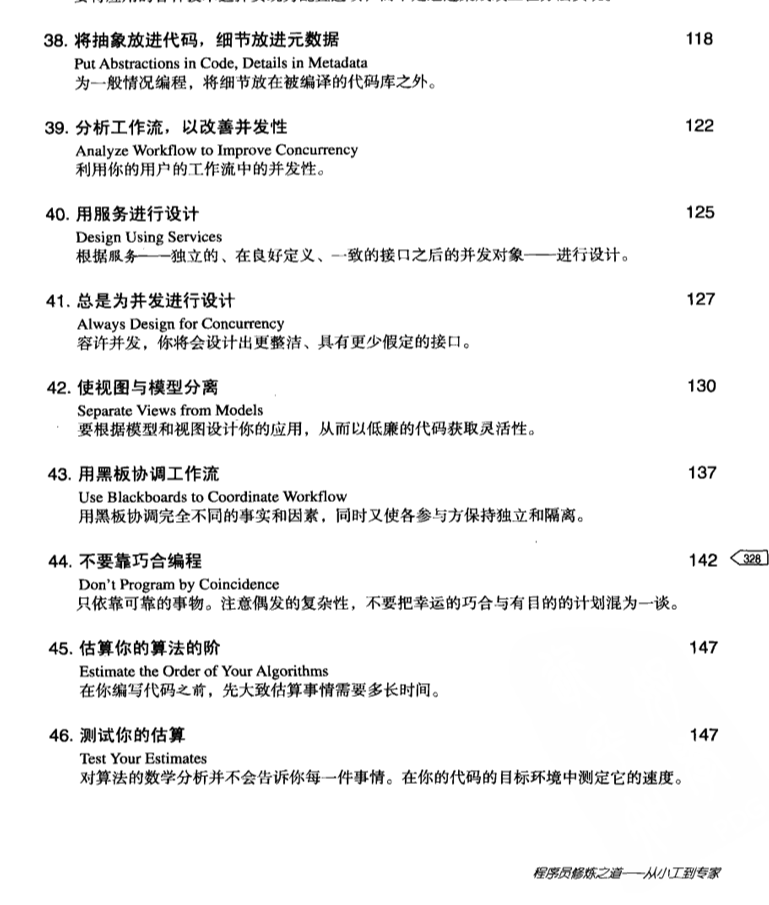 38. 将抽象放进代码，细节放进元数据 118
Put Abstractions in Code, Details in Metadata
为一般情况编程，将细节放在被编译的代码库之外。
39. 分析工作流，以改善并发性 122
Analyze Workflow to Improve Concurrency
利用你的用户的工作流中的并发性。
40. 用服务进行设计 125
Design Using Services
根据服务——独立的、在良好定义、一致的接口之后的并发对象——进行设计。
41. 总是为并发进行设计 127
Always Design for Concurrency
容许并发，你将会设计出更整洁、具有更少假定的接口。
42. 使视图与模型分离 130
Separate Views from Models
要根据模型和视图设计你的应用，从而以低廉的代码获取灵活性。
43. 用黑板协调工作流 137
Use Blackboards to Coordinate Workflow
用黑板协调完全不同的事实和因素，同时又使各参与方保持独立和隔离。
44. 不要靠巧合编程 142 328
Don't Program by Coincidence
只依靠可靠的事物。注意偶发的复杂性，不要把幸运的巧合与有目的的计划混为一谈。
45. 估算你的算法的阶 147
Estimate the Order of Your Algorithms
在你编写代码之前，先大致估算事情需要多长时间。
46. 测试你的估算 147
Test Your Estimates
对算法的数学分析并不会告诉你每一件事情。在你的代码的目标环境中测定它的速度。
程序员修炼之道——从小工到专家